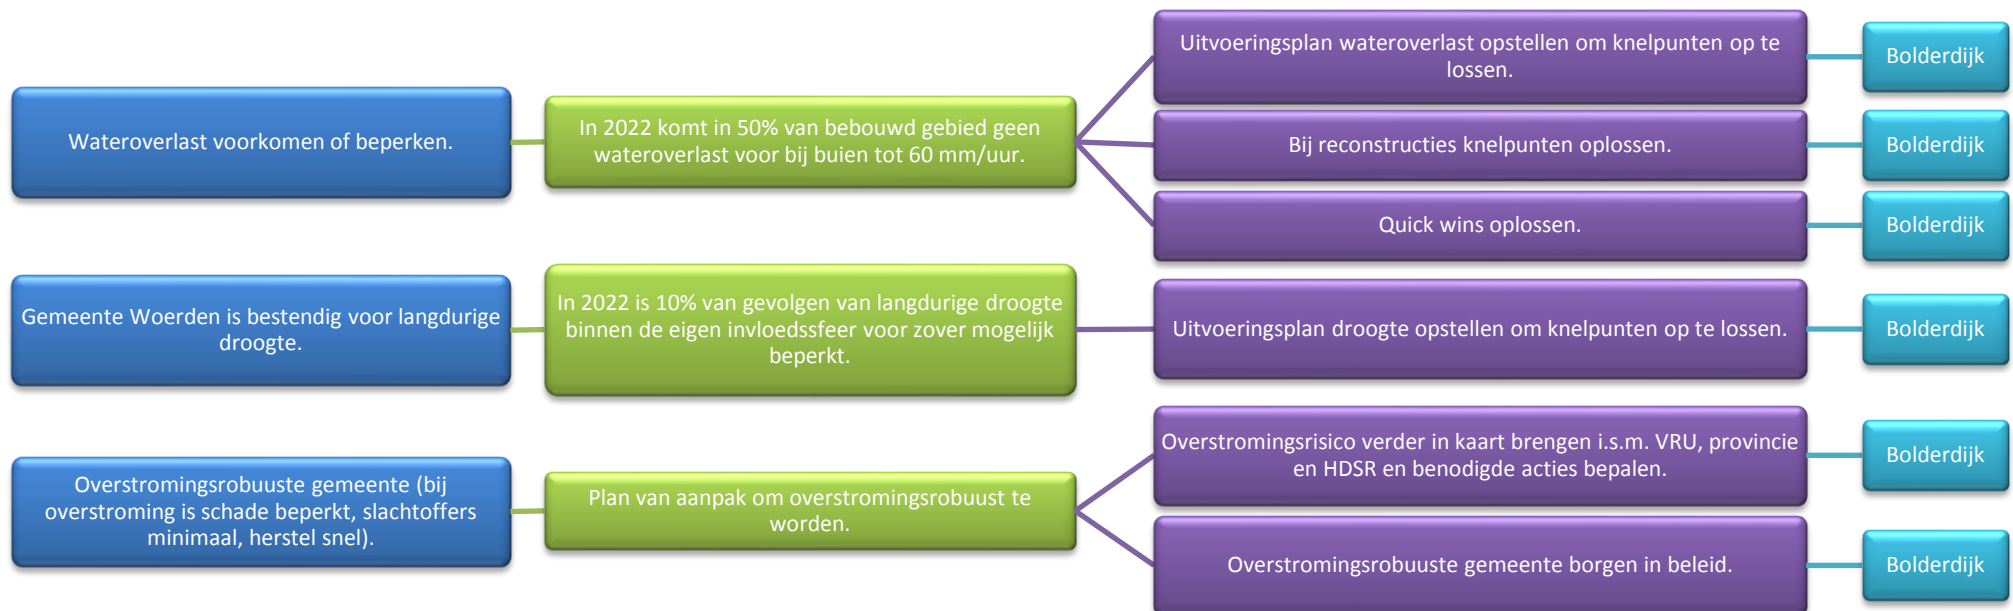 Wateroverlast voorkomen of beperken.
In 2022 komt in 50% van bebouwd gebied geen
wateroverlast voor bij buien tot 60 mm/uur.
Uitvoeringsplan wateroverlast opstellen om knelpunten op te
lossen.
Bolderdijk
Bij reconstructies knelpunten oplossen.
Bolderdijk
Quick wins oplossen.
Bolderdijk
Gemeente Woerden is bestendig voor langdurige
droogte.
In 2022 is 10% van gevolgen van langdurige droogte
binnen de eigen invloedssfeer voor zover mogelijk
beperkt.
Uitvoeringsplan droogte opstellen om knelpunten op te lossen.
Bolderdijk
Overstromingsrobuuste gemeente (bij
overstroming is schade beperkt, slachtoffers
minimaal, herstel snel).
Plan van aanpak om overstromingsrobuust te
worden.
Overstromingsrisico verder in kaart brengen i.s.m. VRU, provincie
en HDSR en benodigde acties bepalen.
Bolderdijk
Overstromingsrobuuste gemeente borgen in beleid.
Bolderdijk